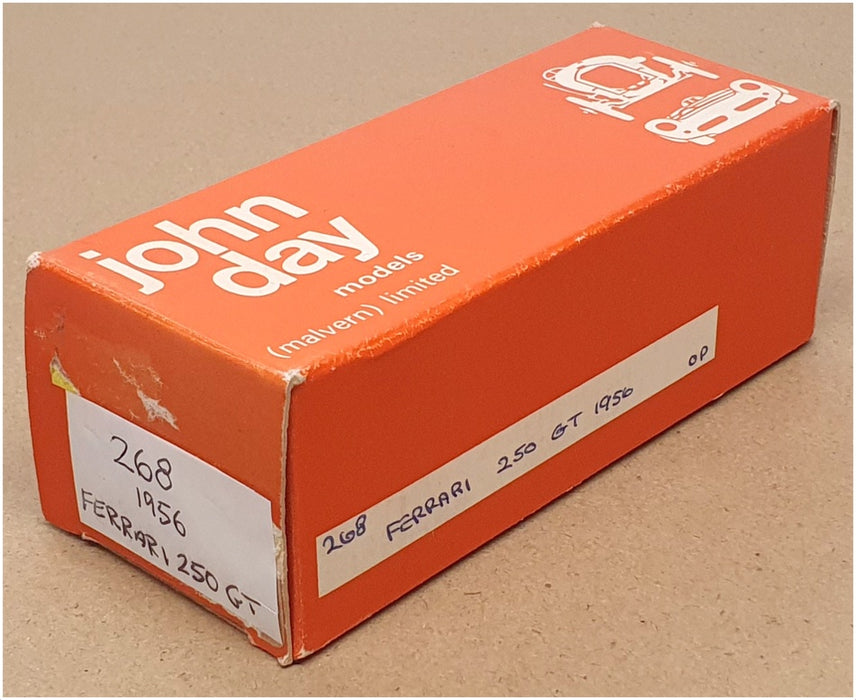 john
day
models
(malvern) limited
268
1956
FERRARI 250 GT
268 FERRARI 250 GT 1956 OP